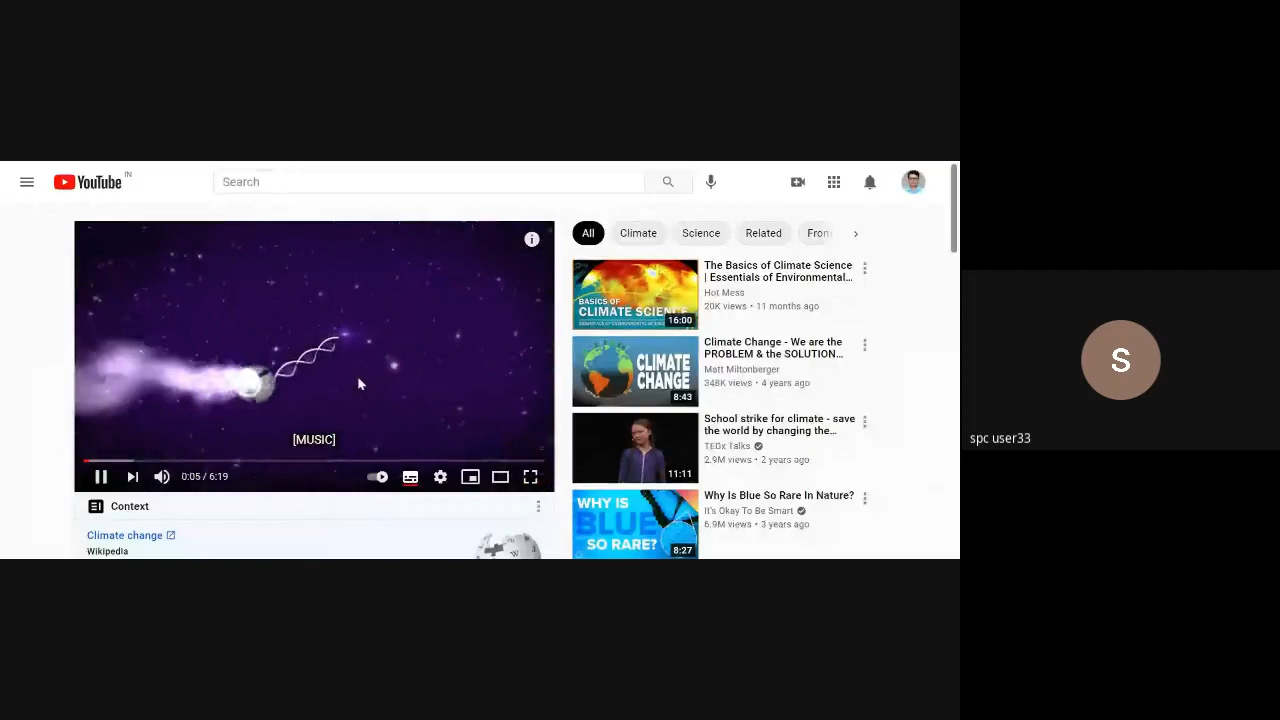 YouTube IN
Search
All
Climate
Science
Related
From
[MUSIC]
0:05 / 6:19
Context
Climate change
Wikipedia
BASICS OF
CLIMATE SCIENCE
16:00
The Basics of Climate Science
| Essentials of Environmental...
Hot Mess
20K views • 11 months ago
CLIMATE
CHANGE
8:43
Climate Change - We are the
PROBLEM & the SOLUTION...
Matt Miltonberger
348K views • 4 years ago
11:11
School strike for climate - save
the world by changing the...
TEDx Talks
2.9M views • 2 years ago
WHY IS
BLUE
SO RARE?
8:27
Why Is Blue So Rare In Nature?
It's Okay To Be Smart
6.9M views • 3 years ago
S
spc user33